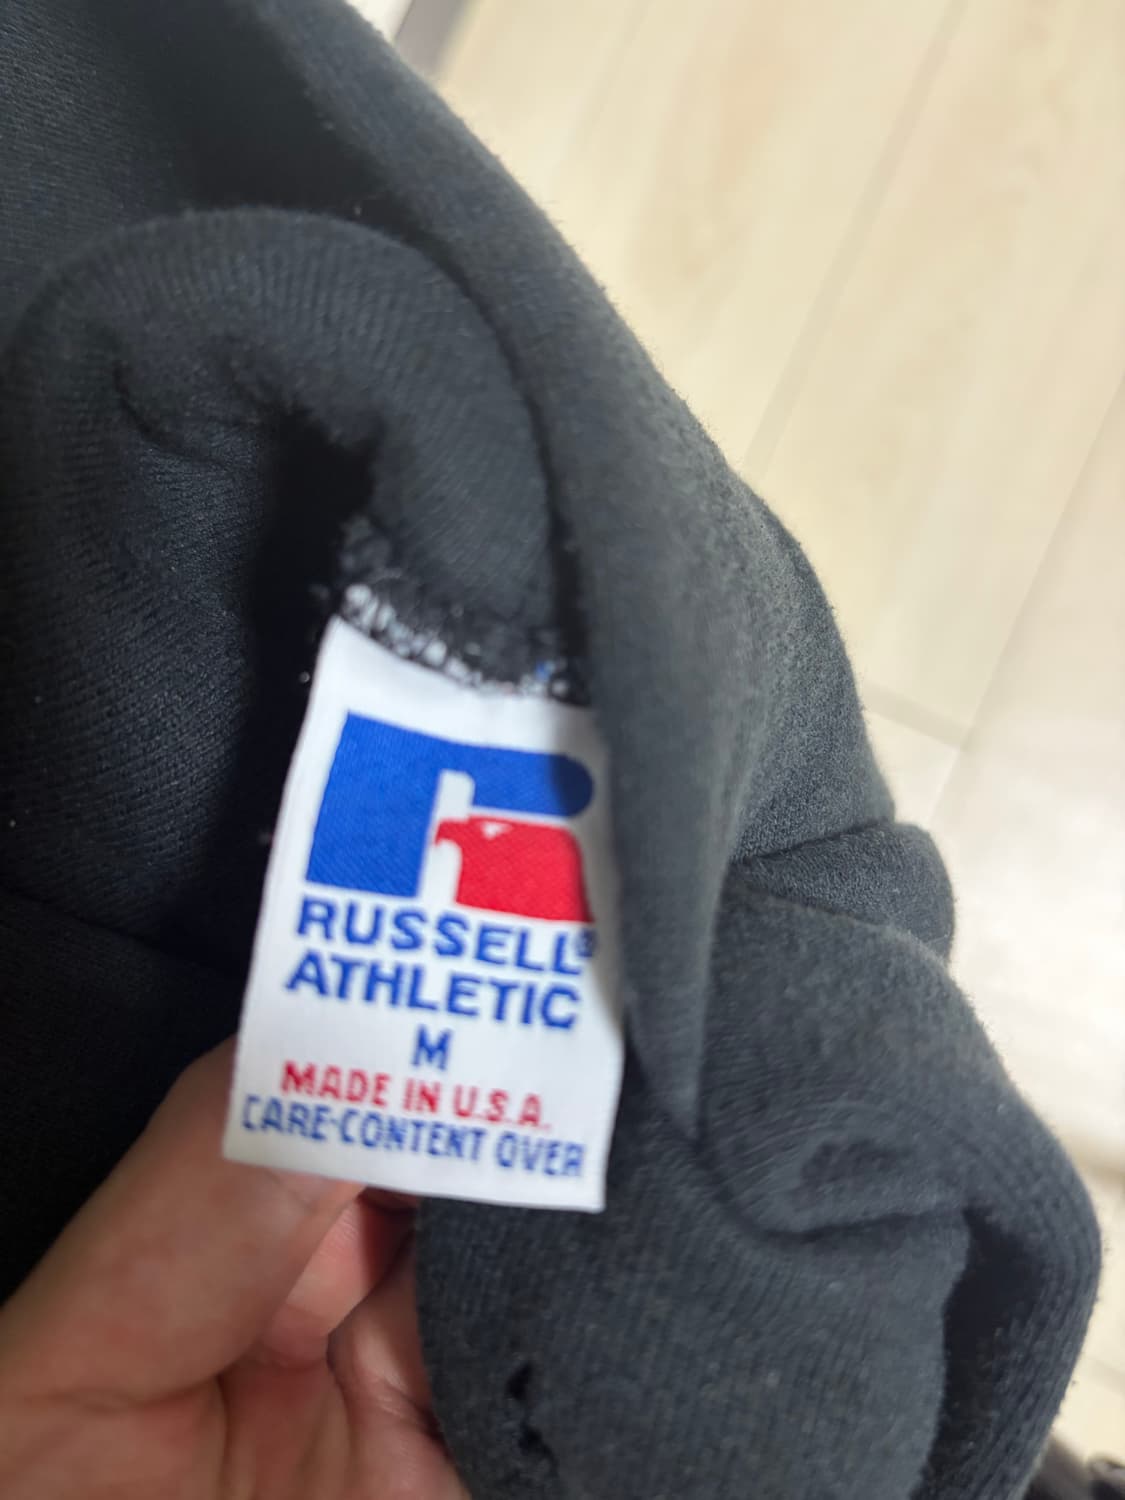 RUSSELL®
ATHLETIC
M
MADE IN U.S.A.
CARE-CONTENT OVER